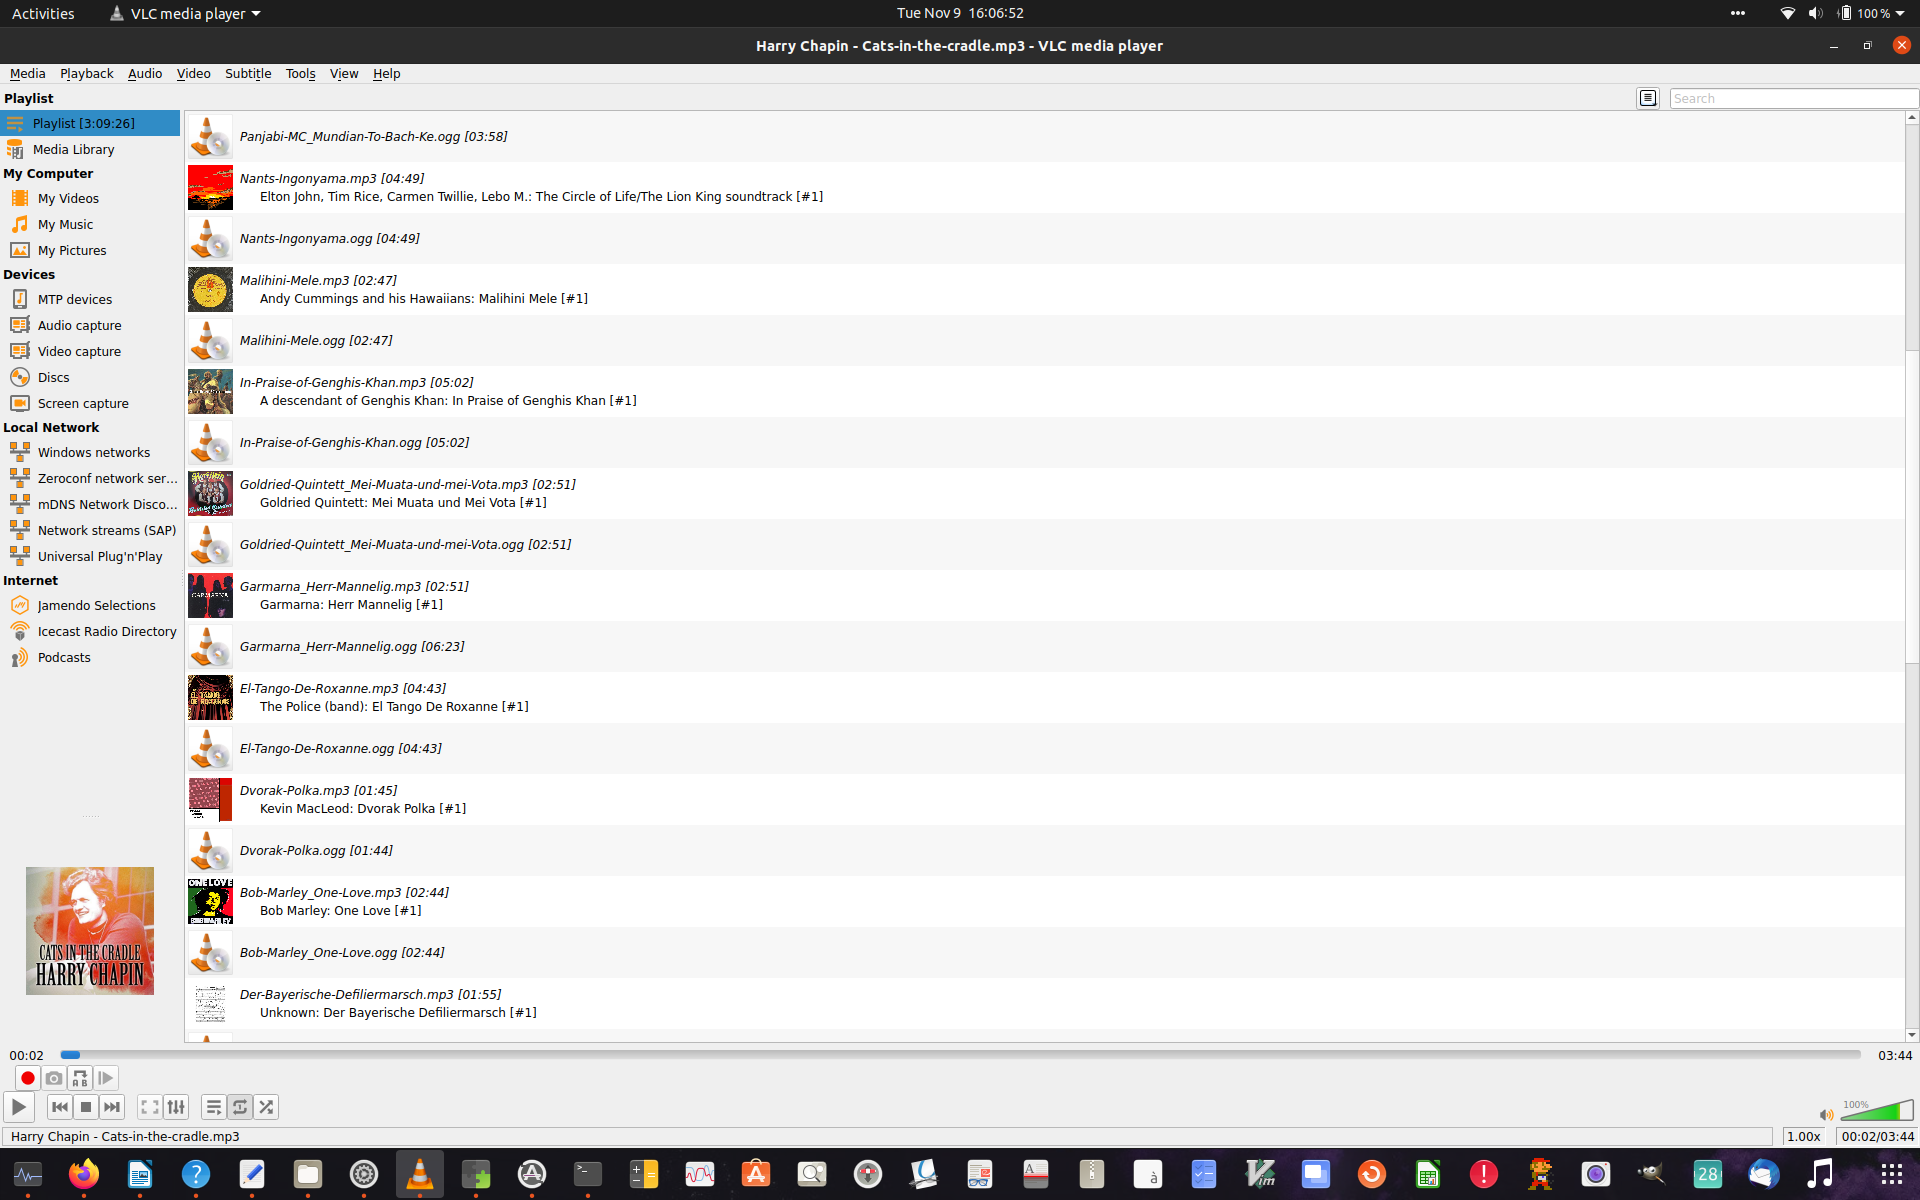 Activities
VLC media player
Tue Nov 9 16:06:52
100 %
Harry Chapin - Cats-in-the-cradle.mp3 - VLC media player
Media Playback Audio Video Subtitle Tools View Help
Playlist
Search
Playlist [3:09:26]
Media Library
My Computer
My Videos
My Music
My Pictures
Devices
MTP devices
Audio capture
Video capture
Discs
Screen capture
Local Network
Windows networks
Zeroconf network ser...
mDNS Network Disco...
Network streams (SAP)
Universal Plug'n'Play
Internet
Jamendo Selections
Icecast Radio Directory
Podcasts
CATS IN THE CRADLE
HARRY CHAPIN
Panjabi-MC_Mundian-To-Bach-Ke.ogg [03:58]
Nants-Ingonyama.mp3 [04:49]
Elton John, Tim Rice, Carmen Twillie, Lebo M.: The Circle of Life/The Lion King soundtrack [#1]
Nants-Ingonyama.ogg [04:49]
Malihini-Mele.mp3 [02:47]
Andy Cummings and his Hawaiians: Malihini Mele [#1]
Malihini-Mele.ogg [02:47]
In-Praise-of-Genghis-Khan.mp3 [05:02]
A descendant of Genghis Khan: In Praise of Genghis Khan [#1]
In-Praise-of-Genghis-Khan.ogg [05:02]
Goldried-Quintett_Mei-Muata-und-mei-Vota.mp3 [02:51]
Goldried Quintett: Mei Muata und Mei Vota [#1]
Goldried-Quintett_Mei-Muata-und-mei-Vota.ogg [02:51]
GARMARNA
Garmarna_Herr-Mannelig.mp3 [02:51]
Garmarna: Herr Mannelig [#1]
Garmarna_Herr-Mannelig.ogg [06:23]
EL TANGO
DE ROXANNE
El-Tango-De-Roxanne.mp3 [04:43]
The Police (band): El Tango De Roxanne [#1]
El-Tango-De-Roxanne.ogg [04:43]
Dvorak-Polka.mp3 [01:45]
Kevin MacLeod: Dvorak Polka [#1]
Dvorak-Polka.ogg [01:44]
ONE LOVE
BOB MARLEY
Bob-Marley_One-Love.mp3 [02:44]
Bob Marley: One Love [#1]
Bob-Marley_One-Love.ogg [02:44]
Der-Bayerische-Defiliermarsch.mp3 [01:55]
Unknown: Der Bayerische Defiliermarsch [#1]
00:02
03:44
A B
100%
Harry Chapin - Cats-in-the-cradle.mp3
1.00x
00:02/03:44
28